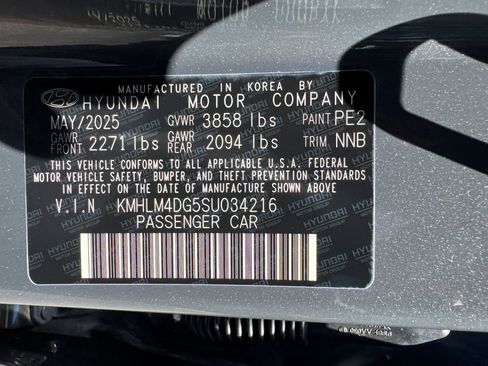 MANUFACTURED IN KOREA BY
HYUNDAI MOTOR COMPANY
MAY/2025 GVWR 3858 lbs PAINT PE2
GAWR FRONT 2271 lbs GAWR REAR 2094 lbs TRIM NNB
THIS VEHICLE CONFORMS TO ALL APPLICABLE U.S.A. FEDERAL
MOTOR VEHICLE SAFETY, BUMPER, AND THEFT PREVENTION STANDARDS
IN EFFECT ON THE DATE OF MANUFACTURE SHOWN ABOVE.
V.I.N. KMHLM4DG5SU034216
PASSENGER CAR